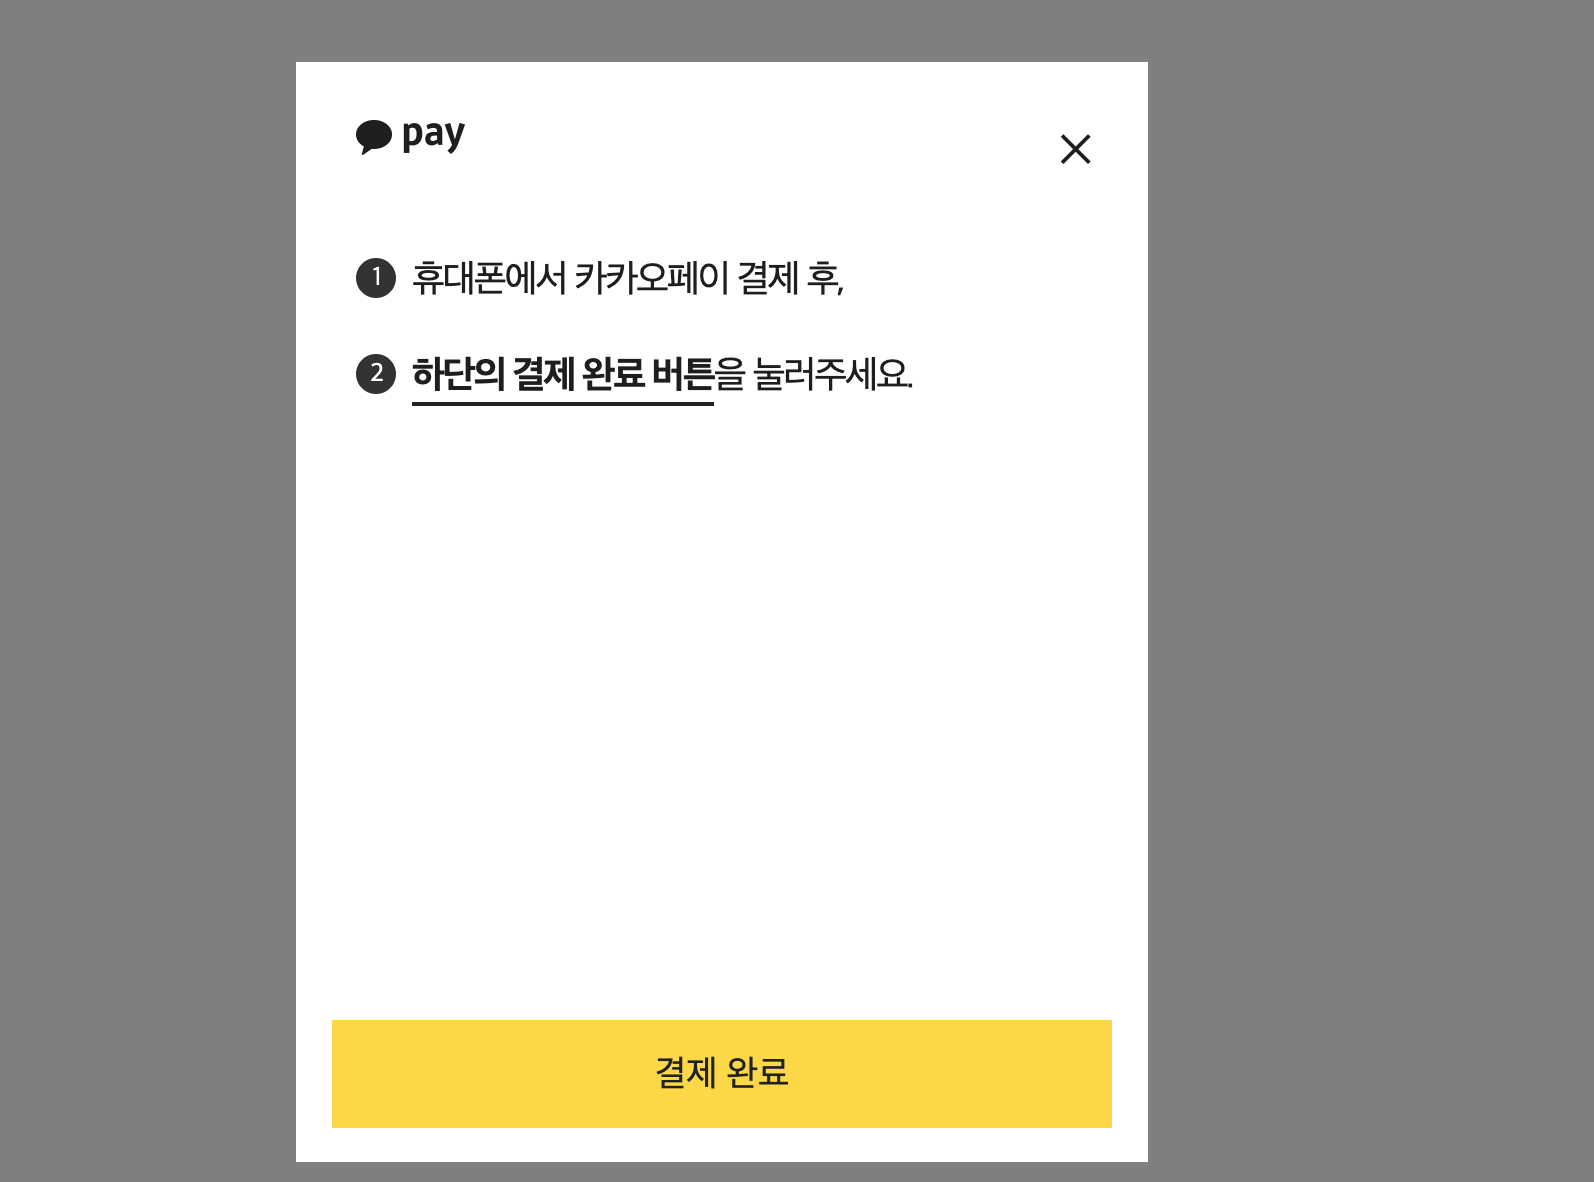 pay
1 휴대폰에서 카카오페이 결제 후,
2 하단의 결제 완료 버튼을 눌러주세요.
결제 완료